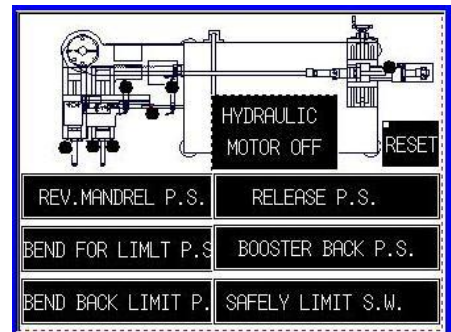 HYDRAULIC
MOTOR OFF
RESET
REV.MANDREL P.S.
RELEASE P.S.
BEND FOR LIMLT P.S
BOOSTER BACK P.S.
BEND BACK LIMIT P.
SAFELY LIMIT S.W.